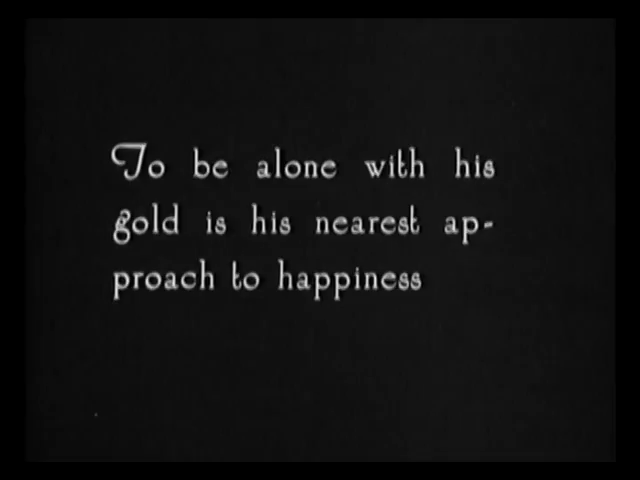 To be alone with his
gold is his nearest ap-
proach to happiness